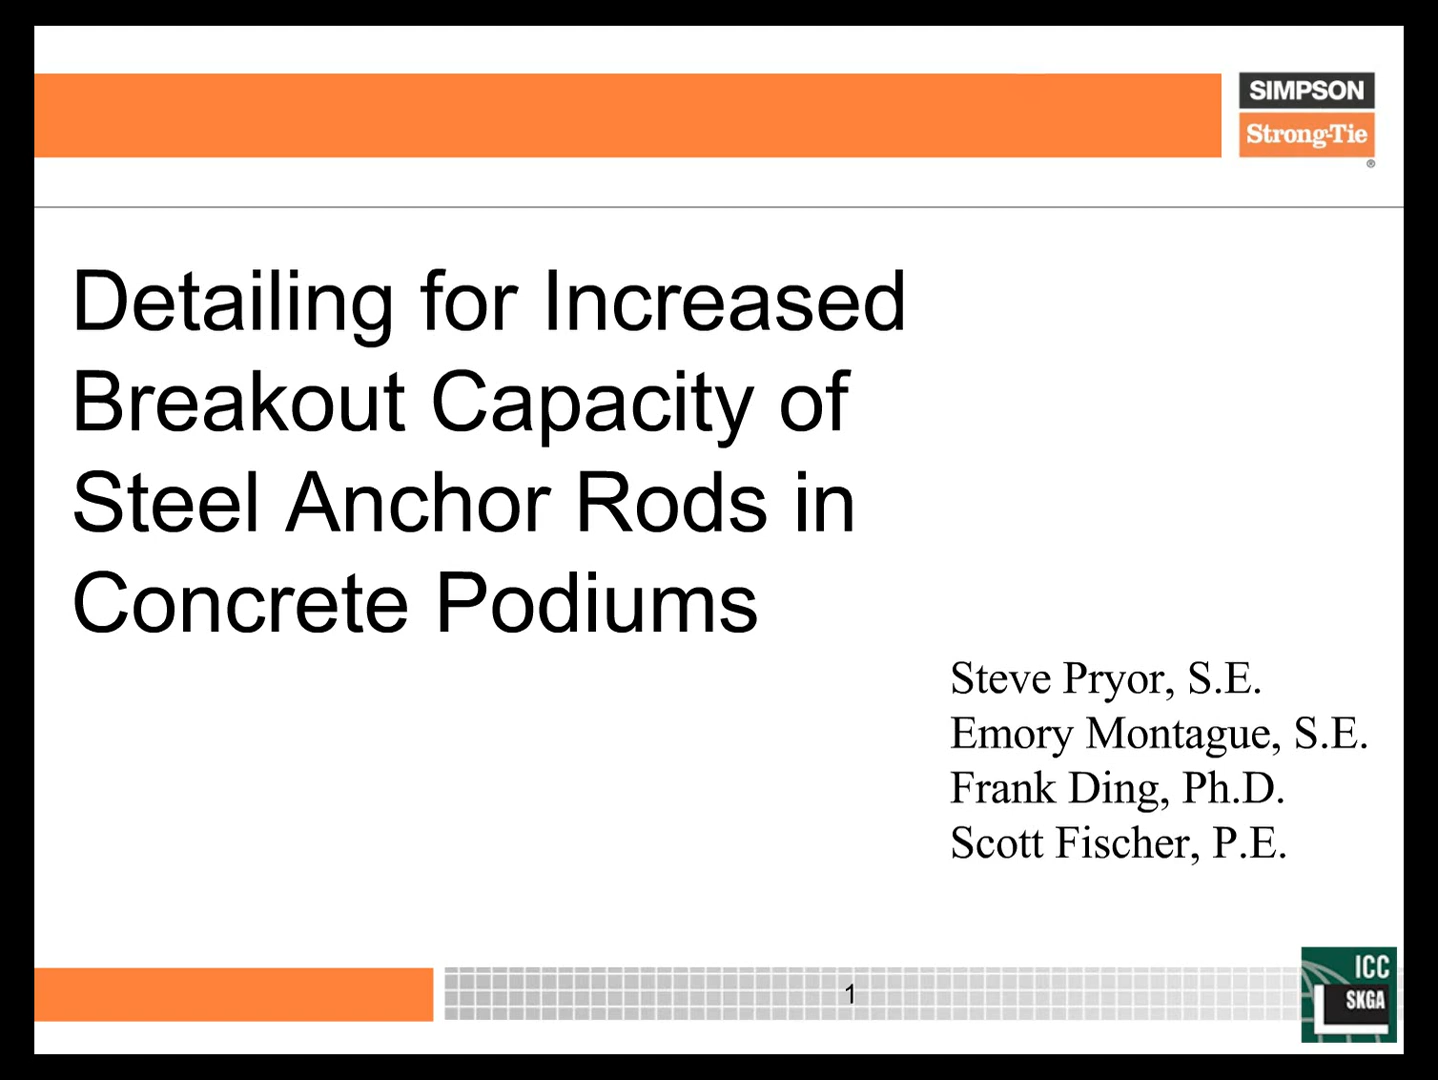 SIMPSON
Strong-Tie
®
Detailing for Increased
Breakout Capacity of
Steel Anchor Rods in
Concrete Podiums
Steve Pryor, S.E.
Emory Montague, S.E.
Frank Ding, Ph.D.
Scott Fischer, P.E.
1
ICC
SKGA